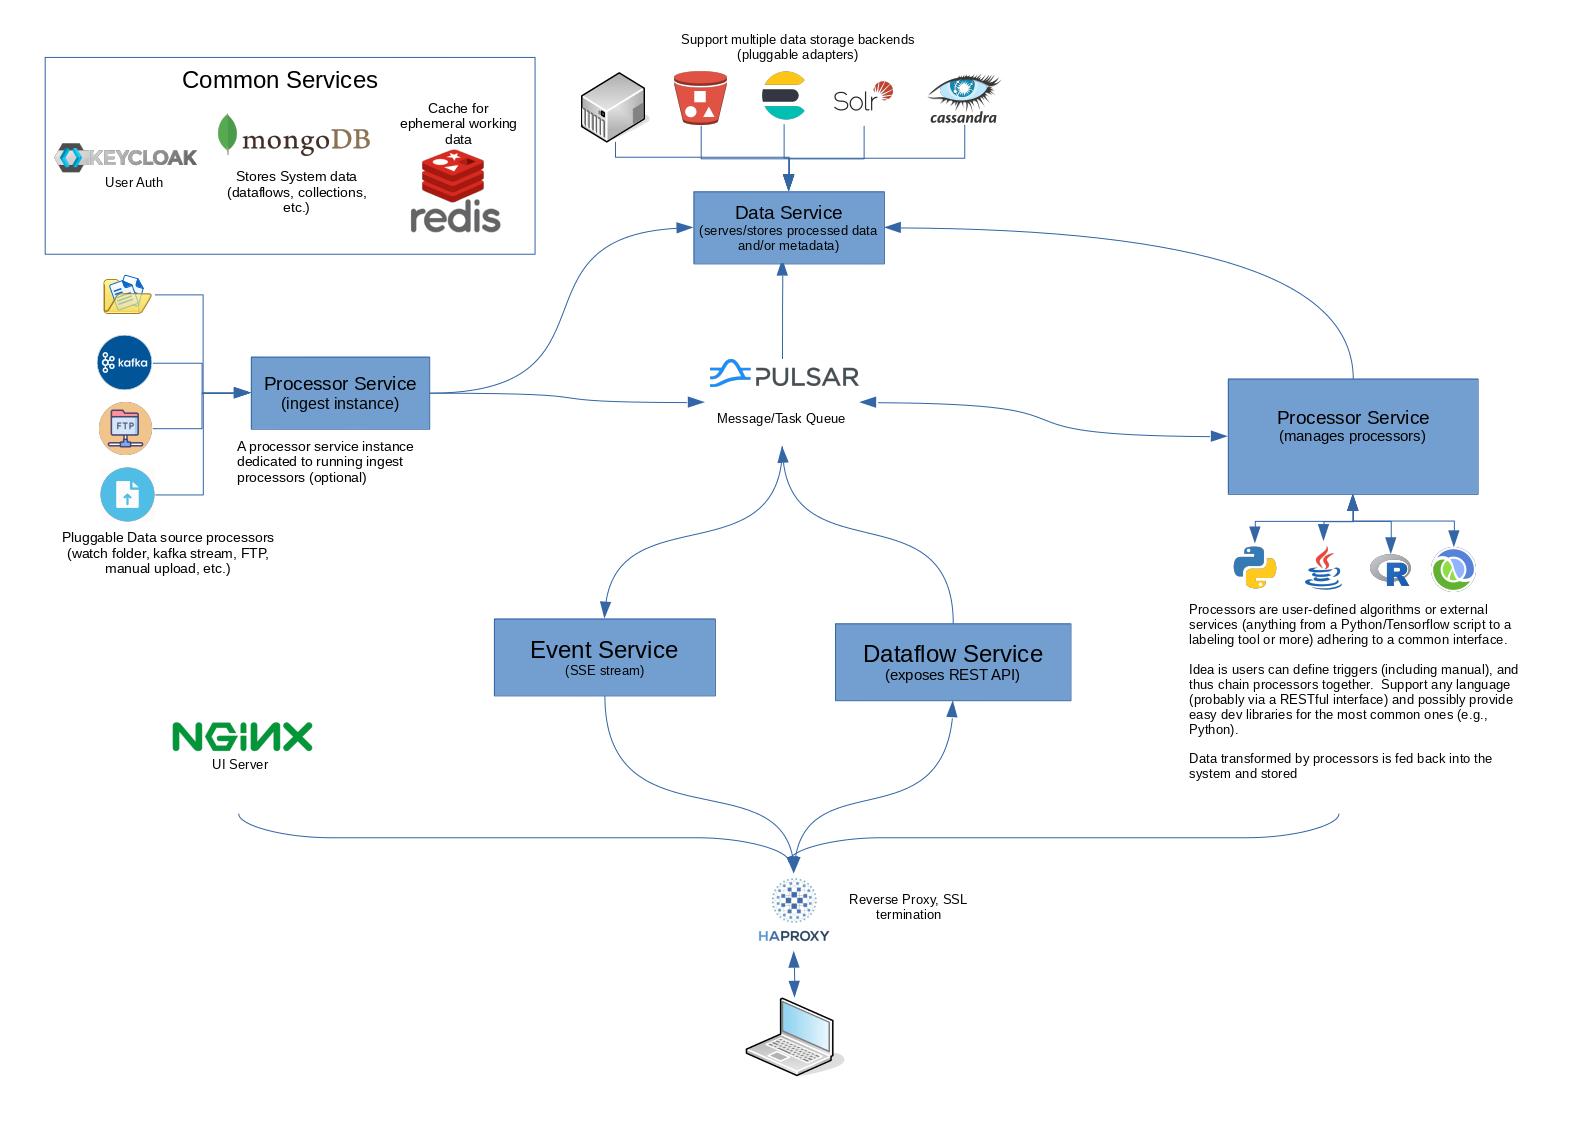 Support multiple data storage backends
(pluggable adapters)
Common Services
KEYCLOAK
User Auth
mongoDB
Stores System data
(dataflows, collections,
etc.)
Cache for
ephemeral working
data
redis
Solr
cassandra
Data Service
(serves/stores processed data
and/or metadata)
kafka
FTP
Processor Service
(ingest instance)
A processor service instance
dedicated to running ingest
processors (optional)
Pluggable Data source processors
(watch folder, kafka stream, FTP,
manual upload, etc.)
PULSAR
Message/Task Queue
Processor Service
(manages processors)
R
Processors are user-defined algorithms or external
services (anything from a Python/Tensorflow script to a
labeling tool or more) adhering to a common interface.
Idea is users can define triggers (including manual), and
thus chain processors together.  Support any language
(probably via a RESTful interface) and possibly provide
easy dev libraries for the most common ones (e.g.,
Python).
Data transformed by processors is fed back into the
system and stored
Event Service
(SSE stream)
Dataflow Service
(exposes REST API)
NGINX
UI Server
HAPROXY
Reverse Proxy, SSL
termination